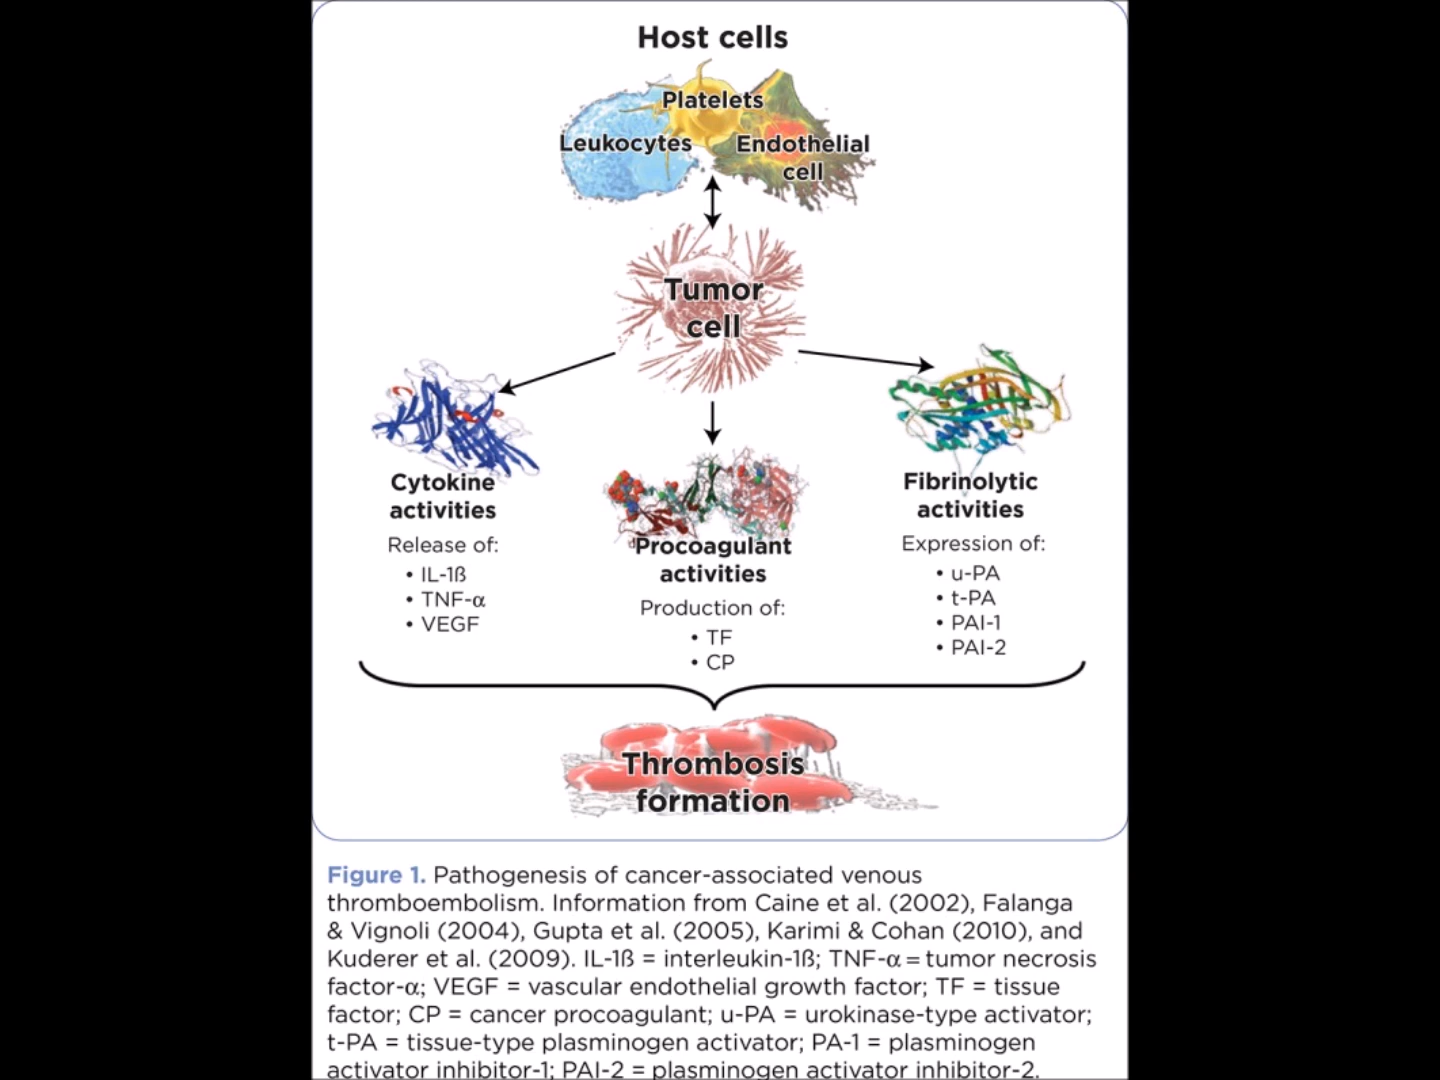 Host cells
Platelets
Leukocytes
Endothelial
cell
Tumor
cell
Cytokine
activities
Release of:
• IL-1ß
• TNF-α
• VEGF
Procoagulant
activities
Production of:
• TF
• CP
Fibrinolytic
activities
Expression of:
• u-PA
• t-PA
• PAI-1
• PAI-2
Thrombosis
formation
Figure 1. Pathogenesis of cancer-associated venous
thromboembolism. Information from Caine et al. (2002), Falanga
& Vignoli (2004), Gupta et al. (2005), Karimi & Cohan (2010), and
Kuderer et al. (2009). IL-1ß = interleukin-1ß; TNF-α = tumor necrosis
factor-α; VEGF = vascular endothelial growth factor; TF = tissue
factor; CP = cancer procoagulant; u-PA = urokinase-type activator;
t-PA = tissue-type plasminogen activator; PA-1 = plasminogen
activator inhibitor-1; PAI-2 = plasminogen activator inhibitor-2.